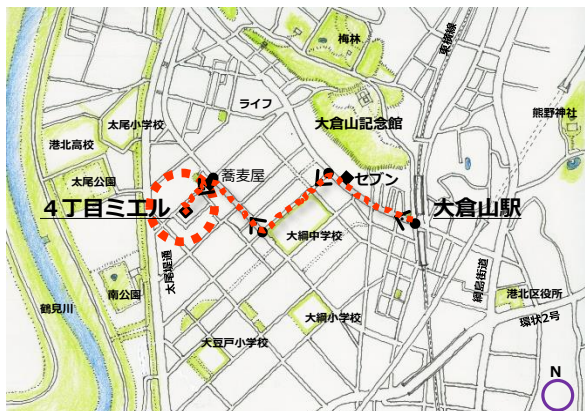 梅林
東横線
ライフ
熊野神社
太尾小学校
大倉山記念館
港北高校
蕎麦屋
セブン
太尾公園
4丁目ミエル
大倉山駅
大綱中学校
太尾堤通
綱島街道
南公園
港北区役所
鶴見川
大綱小学校
環状2号
大豆戸小学校
N